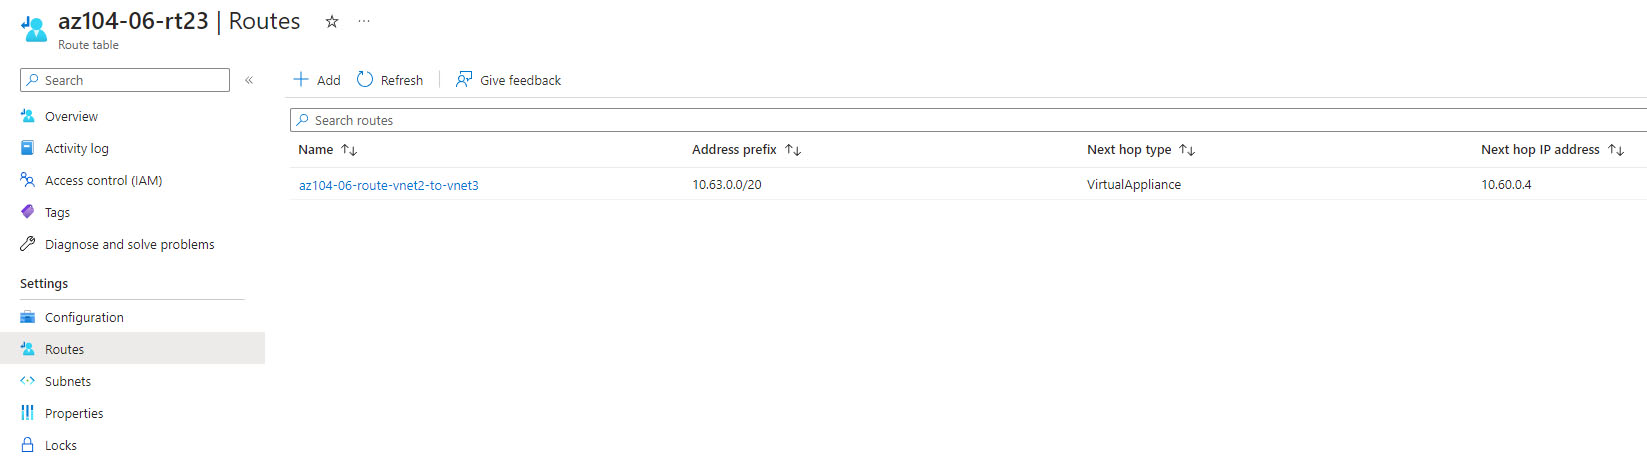 az104-06-rt23 | Routes
Route table
Search
Overview
Activity log
Access control (IAM)
Tags
Diagnose and solve problems
Settings
Configuration
Routes
Subnets
Properties
Locks
Add Refresh Give feedback
Search routes
Name Address prefix Next hop type Next hop IP address
az104-06-route-vnet2-to-vnet3 10.63.0.0/20 VirtualAppliance 10.60.0.4